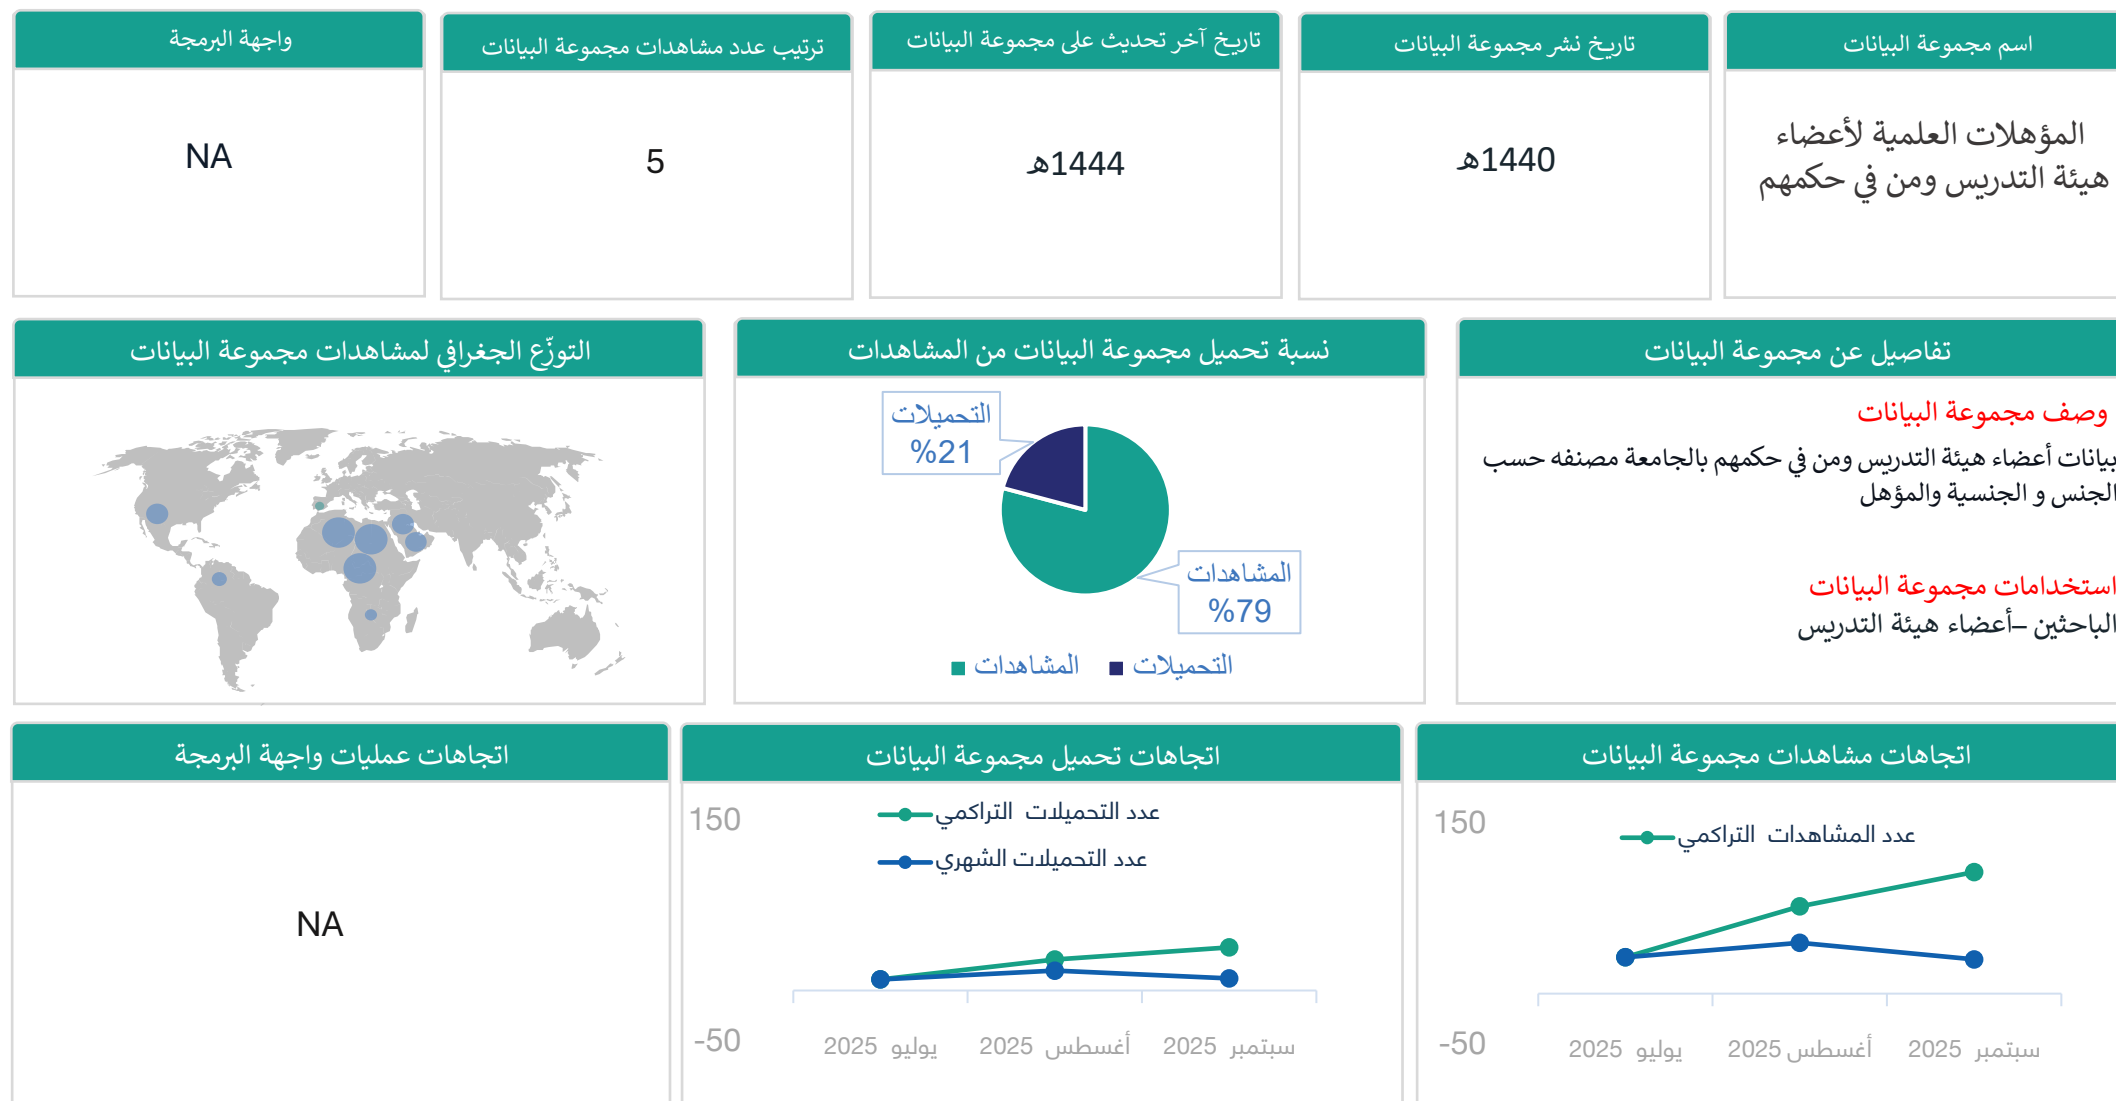 اسم مجموعة البيانات
المؤهلات العلمية لأعضاء
هيئة التدريس ومن في حكمهم
تاريخ نشر مجموعة البيانات
1440هـ
تاريخ آخر تحديث على مجموعة البيانات
1444هـ
ترتيب عدد مشاهدات مجموعة البيانات
5
واجهة البرمجة
NA
تفاصيل عن مجموعة البيانات
وصف مجموعة البيانات
بيانات أعضاء هيئة التدريس ومن في حكمهم بالجامعة مصنفه حسب
الجنس و الجنسية والمؤهل
استخدامات مجموعة البيانات
الباحثين –أعضاء هيئة التدريس
نسبة تحميل مجموعة البيانات من المشاهدات
التحميلات
%21
المشاهدات
%79
المشاهدات
التحميلات
التوزّع الجغرافي لمشاهدات مجموعة البيانات
اتجاهات مشاهدات مجموعة البيانات
150
عدد المشاهدات التراكمي
-50
يوليو 2025
أغسطس 2025
سبتمبر 2025
اتجاهات تحميل مجموعة البيانات
150
عدد التحميلات التراكمي
عدد التحميلات الشهري
-50
يوليو 2025
أغسطس 2025
سبتمبر 2025
اتجاهات عمليات واجهة البرمجة
NA